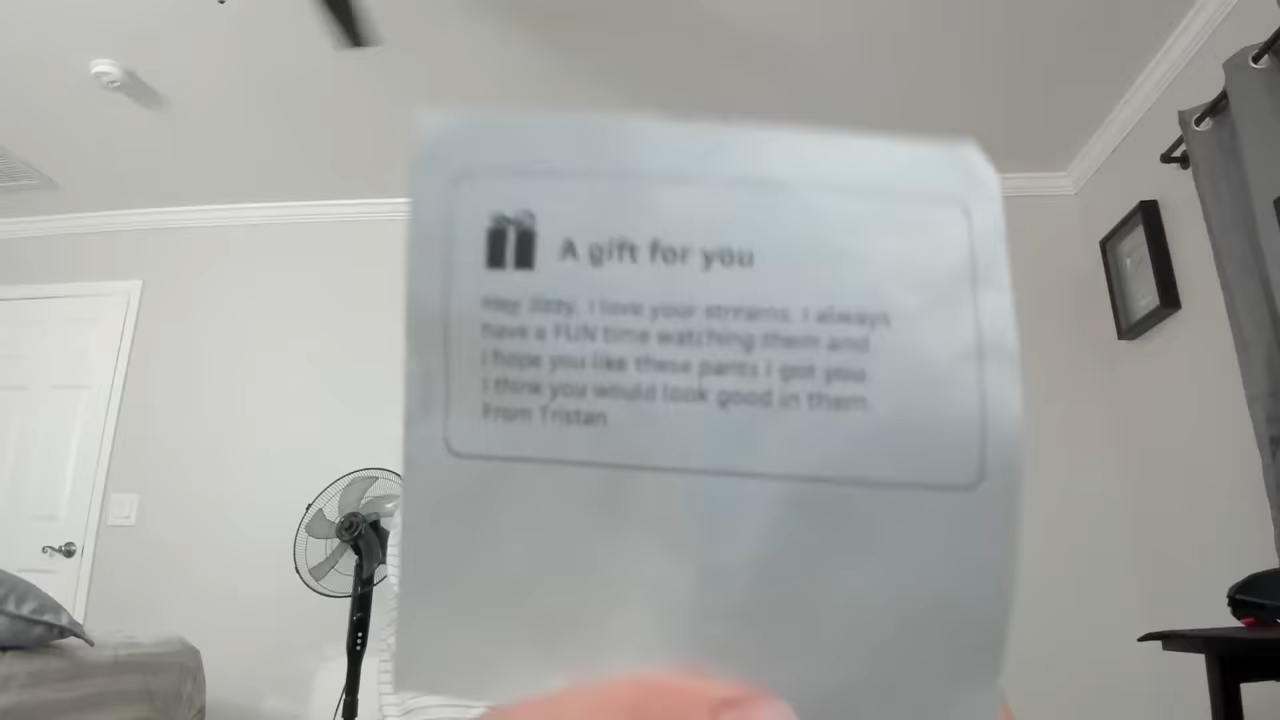 A gift for you
Hey Jizzy, I love your streams. I always
have a FUN time watching them and
I hope you like these pants I got you.
I think you would look good in them.
From Tristan